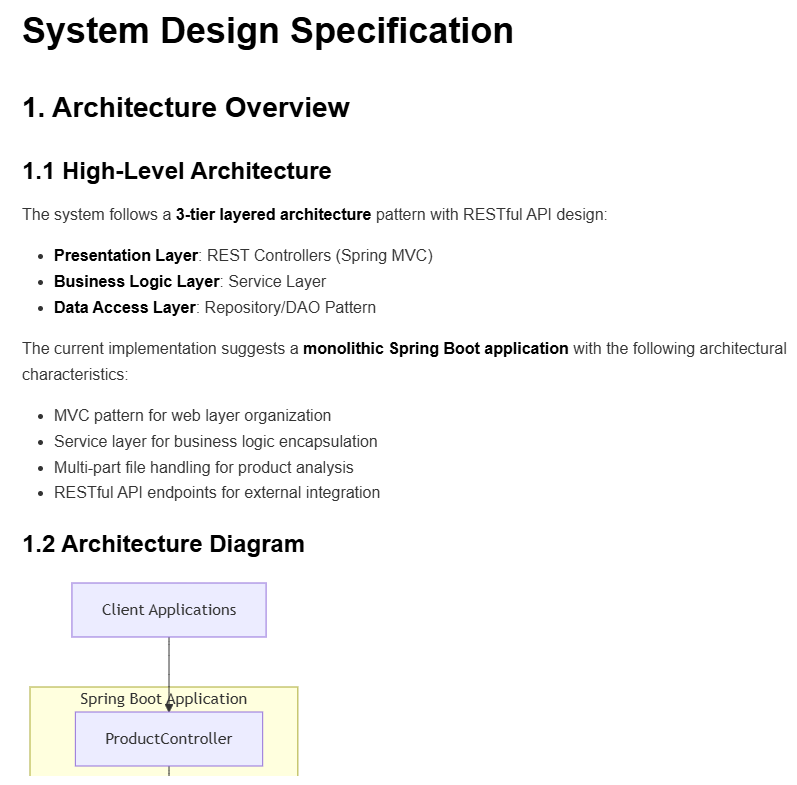 System Design Specification
1. Architecture Overview
1.1 High-Level Architecture
The system follows a 3-tier layered architecture pattern with RESTful API design:
• Presentation Layer: REST Controllers (Spring MVC)
• Business Logic Layer: Service Layer
• Data Access Layer: Repository/DAO Pattern
The current implementation suggests a monolithic Spring Boot application with the following architectural
characteristics:
• MVC pattern for web layer organization
• Service layer for business logic encapsulation
• Multi-part file handling for product analysis
• RESTful API endpoints for external integration
1.2 Architecture Diagram
Client Applications
Spring Boot Application
ProductController